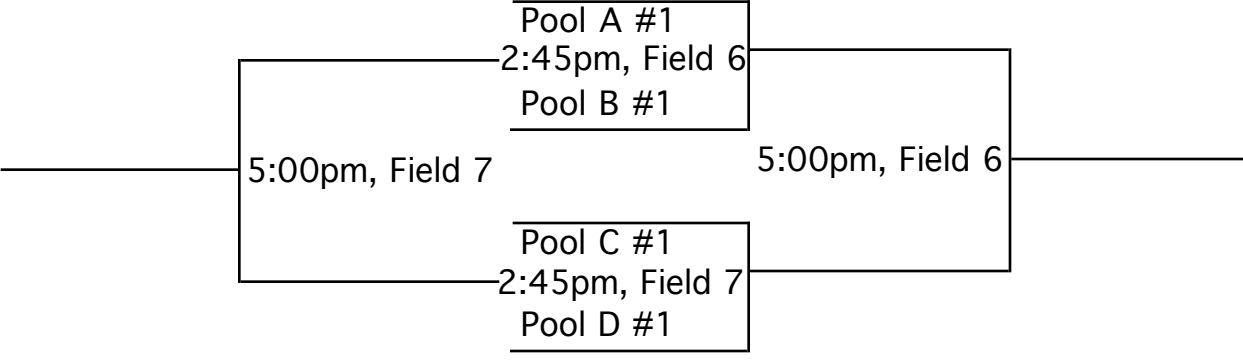 Pool A #1
2:45pm, Field 6
Pool B #1
5:00pm, Field 7
5:00pm, Field 6
Pool C #1
2:45pm, Field 7
Pool D #1